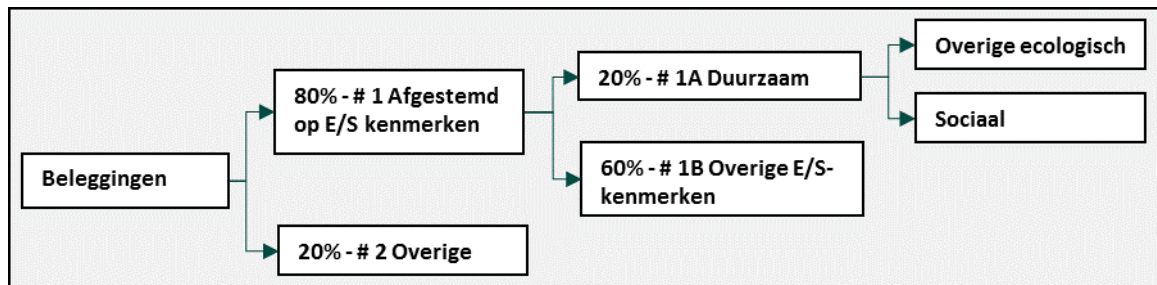 Beleggingen
80% - # 1 Afgestemd
op E/S kenmerken
20% - # 2 Overige
20% - # 1A Duurzaam
60% - # 1B Overige E/S-
kenmerken
Overige ecologisch
Sociaal